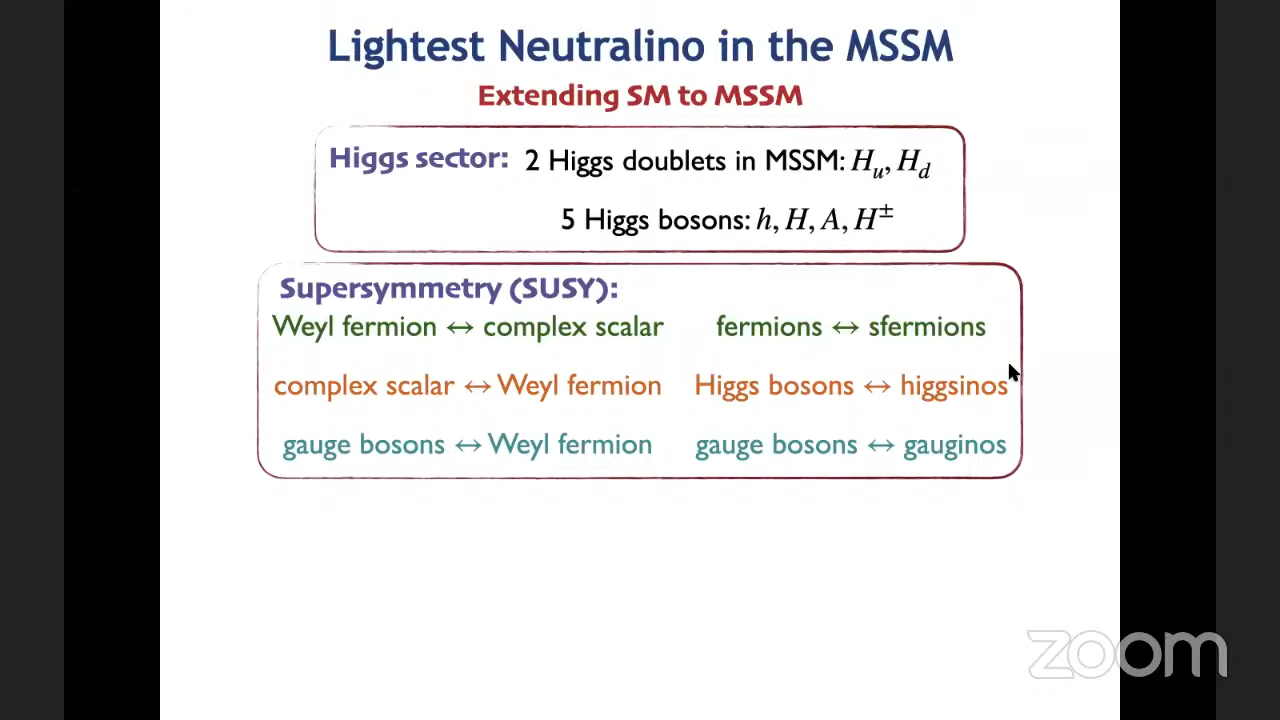 Lightest Neutralino in the MSSM
Extending SM to MSSM
Higgs sector: 2 Higgs doublets in MSSM: H_u, H_d
5 Higgs bosons: h, H, A, H^±
Supersymmetry (SUSY):
Weyl fermion ↔ complex scalar fermions ↔ sfermions
complex scalar ↔ Weyl fermion Higgs bosons ↔ higgsinos
gauge bosons ↔ Weyl fermion gauge bosons ↔ gauginos
zoom